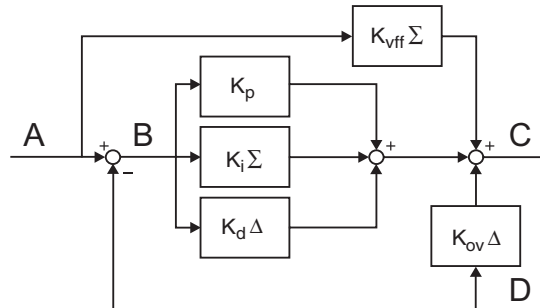 K_vff Σ
K_p
A
+
B
K_i Σ
+
+
+
C
−
K_d Δ
K_ov Δ
D